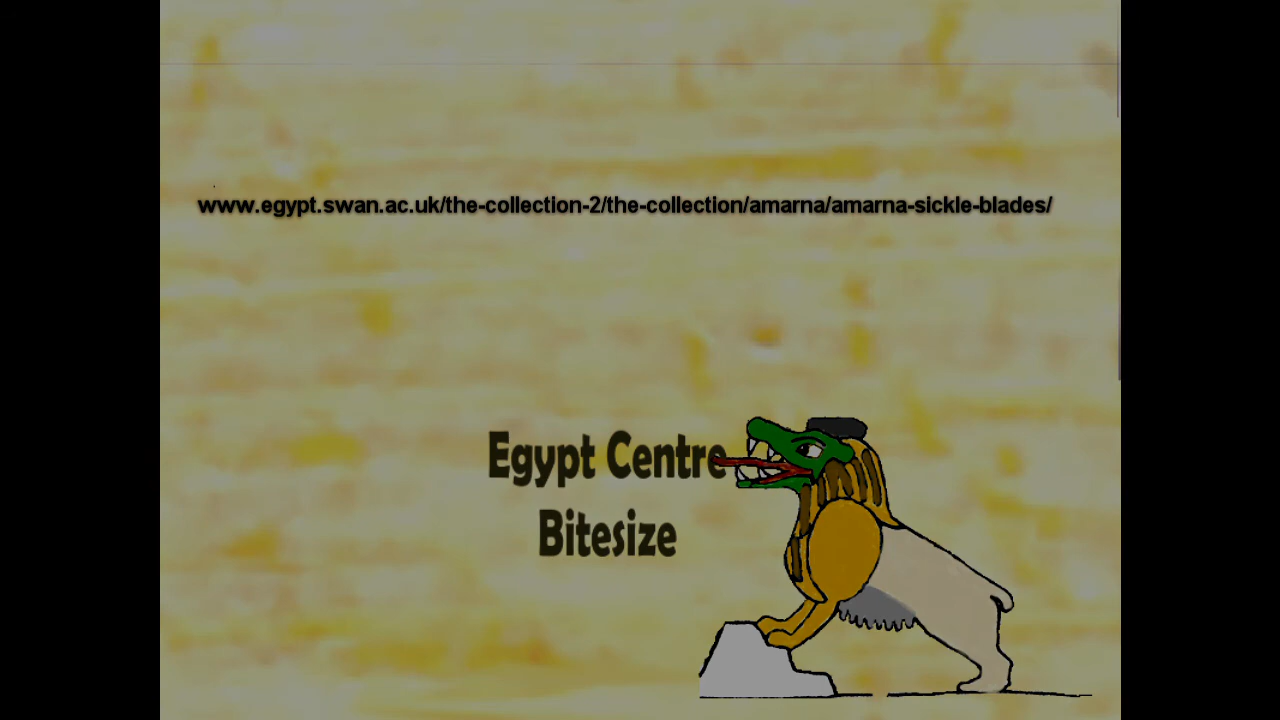 www.egypt.swan.ac.uk/the-collection-2/the-collection/amarna/amarna-sickle-blades/
Egypt Centre
Bitesize